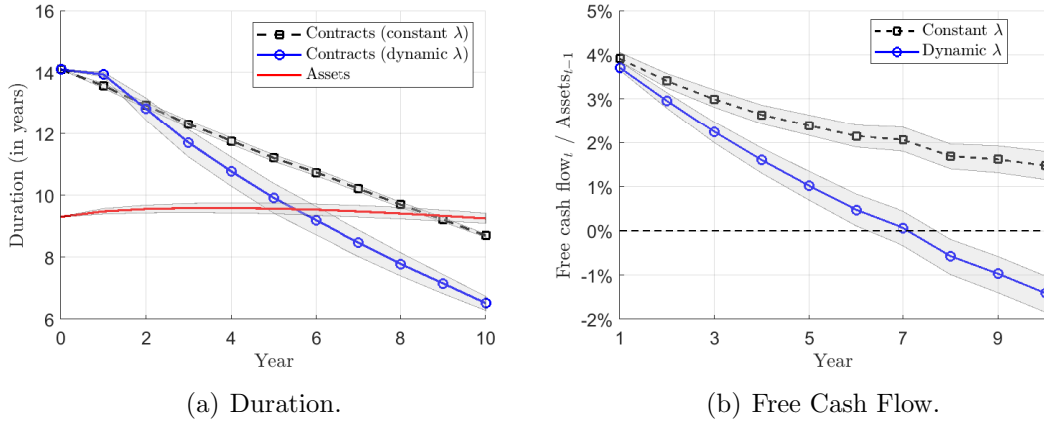 Duration (in years)
16
14
12
10
8
6
0
2
4
6
8
10
Year
Contracts (constant λ)
Contracts (dynamic λ)
Assets
(a) Duration.
Free cash flow_t / Assets_{t−1}
5%
4%
3%
2%
1%
0%
-1%
-2%
1
3
5
7
9
Year
Constant λ
Dynamic λ
(b) Free Cash Flow.